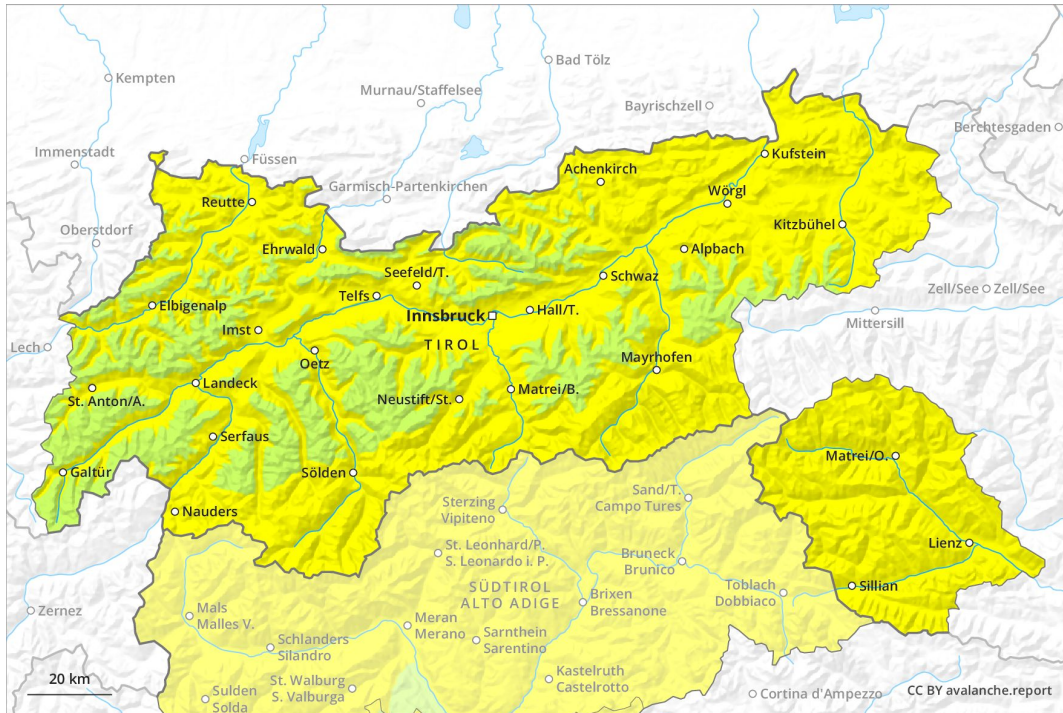 Kempten
Bad Tölz
Murnau/Staffelsee
Bayrischzell
Berchtesgaden
Immenstadt
Füssen
Kufstein
Achenkirch
Garmisch-Partenkirchen
Wörgl
Reutte
Oberstdorf
Kitzbühel
Ehrwald
Alpbach
Seefeld/T.
Schwaz
Zell/See
Zell/See
Telfs
Elbigenalp
Innsbruck
Hall/T.
Mittersill
Imst
TIROL
Lech
Oetz
Mayrhofen
Landeck
St. Anton/A.
Neustift/St.
Matrei/B.
Serfaus
Matrei/O.
Galtür
Sölden
Sand/T.
Campo Tures
Sterzing
Vipiteno
Nauders
Lienz
St. Leonhard/P.
S. Leonardo i. P.
Bruneck
Brunico
Sillian
SÜDTIROL
ALTO ADIGE
Brixen
Bressanone
Toblach
Dobbiaco
Zernez
Mals
Malles V.
Meran
Merano
Schlanders
Silandro
Sarnthein
Sarentino
20 km
St. Walburg
S. Valburga
Kastelruth
Castelrotto
Sulden
Solda
Cortina d'Ampezzo
CC BY avalanche.report